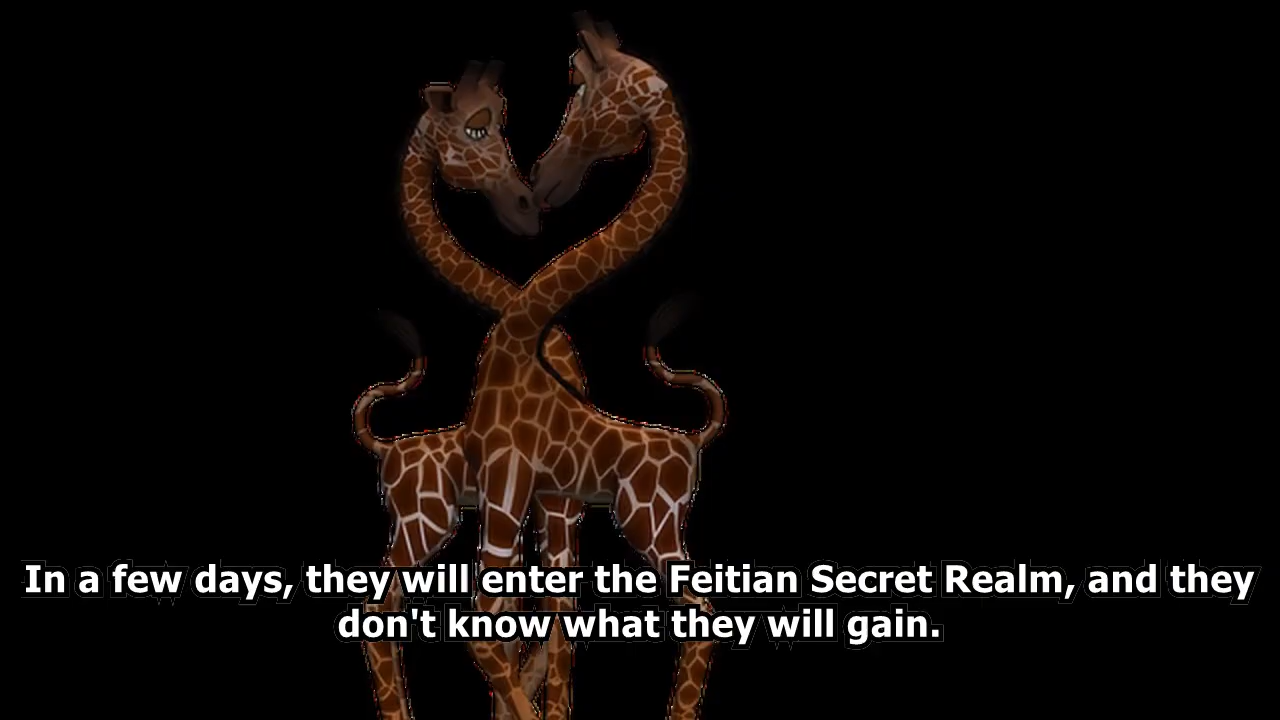 In a few days, they will enter the Feitian Secret Realm, and they
don't know what they will gain.